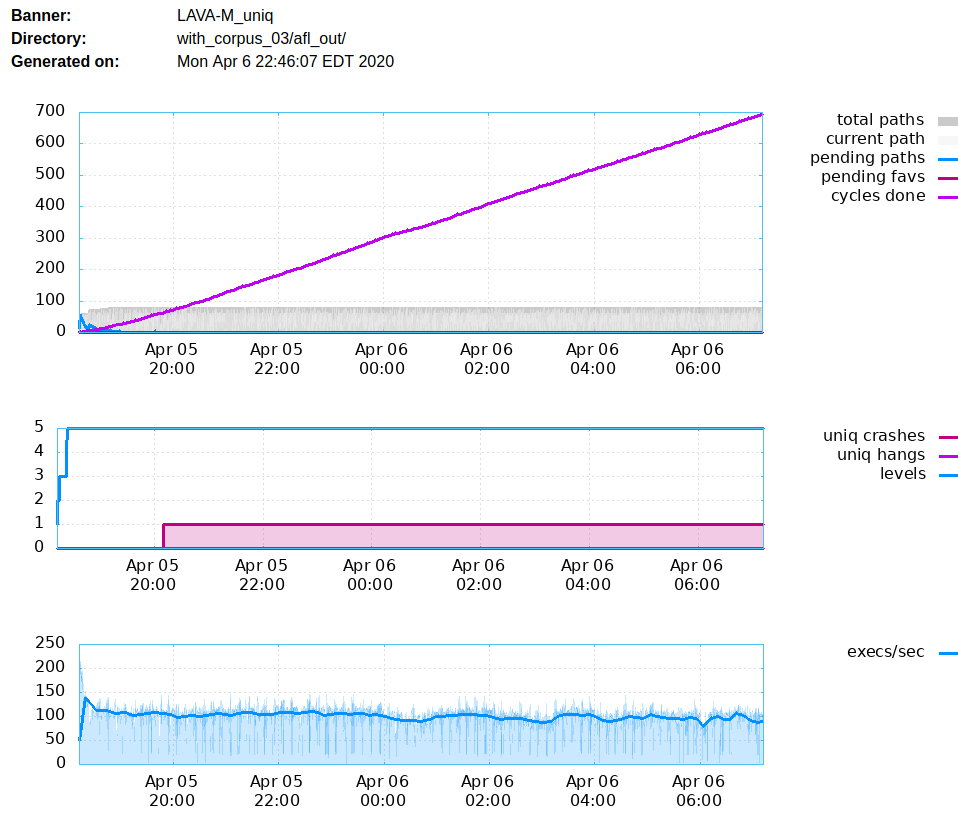 Banner: LAVA-M_uniq
Directory: with_corpus_03/afl_out/
Generated on: Mon Apr 6 22:46:07 EDT 2020
700
600
500
400
300
200
100
0
Apr 05 Apr 05 Apr 06 Apr 06 Apr 06 Apr 06
20:00 22:00 00:00 02:00 04:00 06:00
total paths
current path
pending paths
pending favs
cycles done
5
4
3
2
1
0
Apr 05 Apr 05 Apr 06 Apr 06 Apr 06 Apr 06
20:00 22:00 00:00 02:00 04:00 06:00
uniq crashes
uniq hangs
levels
250
200
150
100
50
0
Apr 05 Apr 05 Apr 06 Apr 06 Apr 06 Apr 06
20:00 22:00 00:00 02:00 04:00 06:00
execs/sec